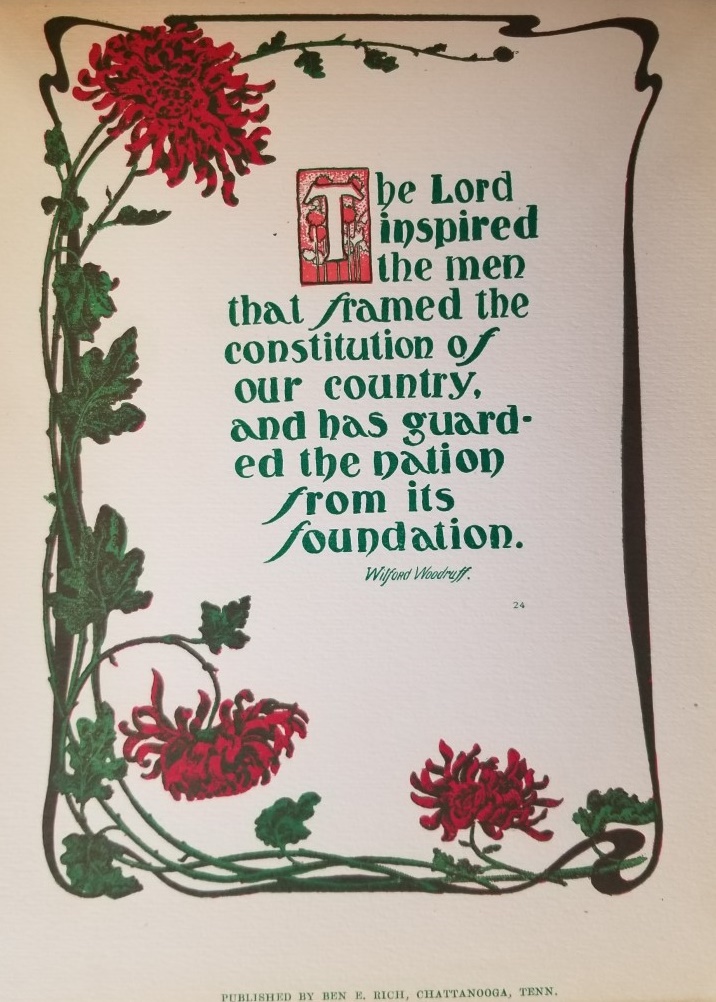 The Lord
inspired
the men
that framed the
constitution of
our country,
and has guard-
ed the nation
from its
foundation.
Wilford Woodruff.
24
PUBLISHED BY BEN E. RICH, CHATTANOOGA, TENN.